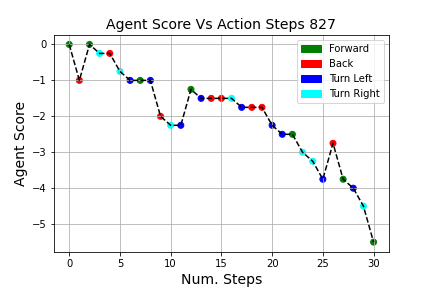 Agent Score Vs Action Steps 827
Forward
Back
Turn Left
Turn Right
Agent Score
0
−1
−2
−3
−4
−5
0 5 10 15 20 25 30
Num. Steps